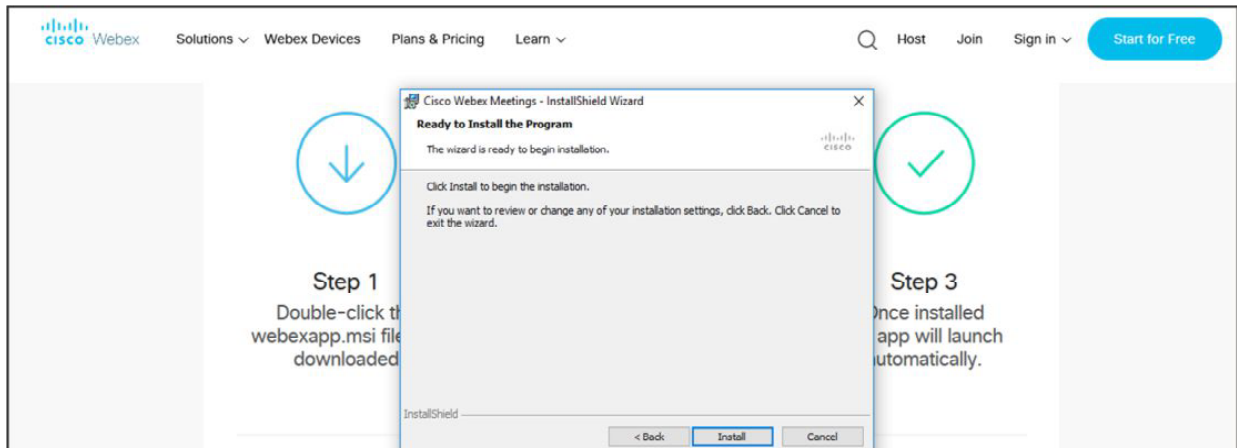 CISCO Webex Solutions Webex Devices Plans & Pricing Learn Host Join Sign in Start for Free
Cisco Webex Meetings - InstallShield Wizard
Ready to Install the Program
The wizard is ready to begin installation.
CISCO
Click Install to begin the installation.
If you want to review or change any of your installation settings, click Back. Click Cancel to
exit the wizard.
Step 1
Double-click
webexapp.msi
downloaded
Step 3
installed
app will launch
automatically.
InstallShield
< Back Install Cancel